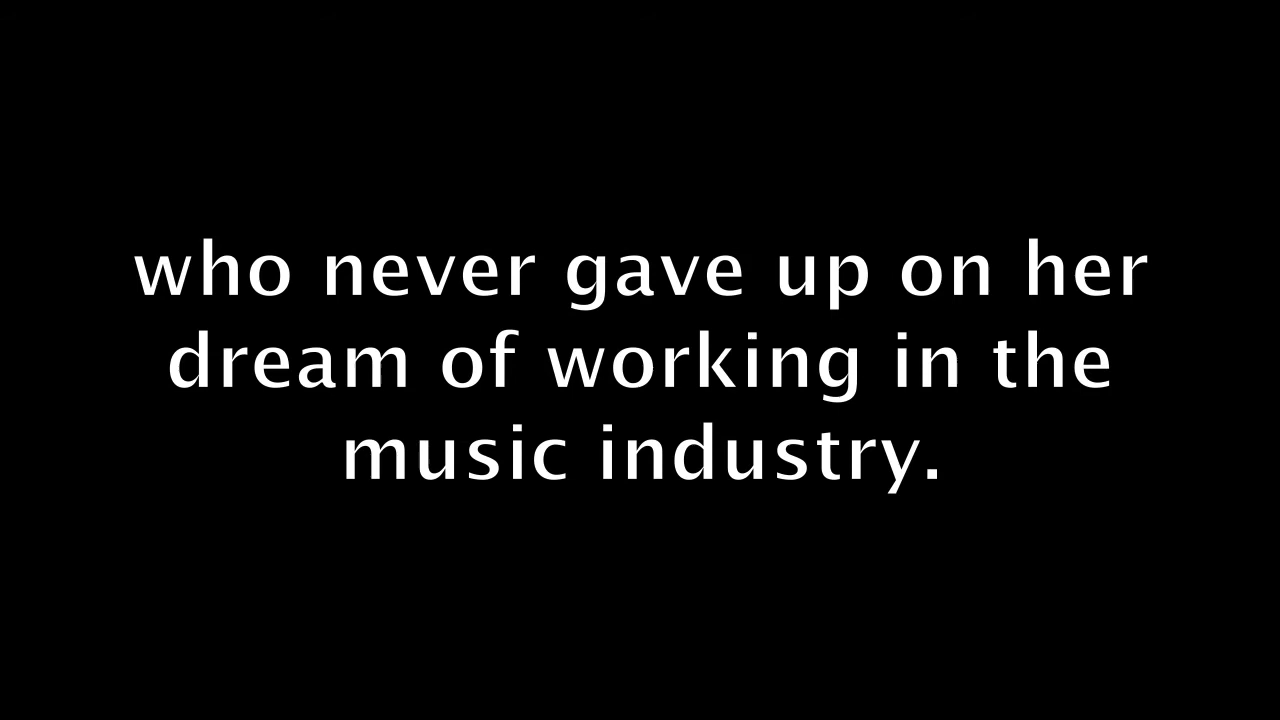 who never gave up on her
dream of working in the
music industry.